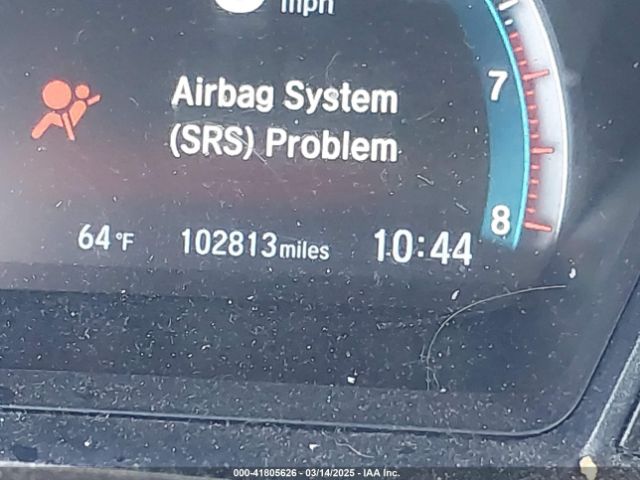 mph
Airbag System
(SRS) Problem
7
8
64°F 102813 miles 10:44
000-41805626 - 03/14/2025 - IAA Inc.